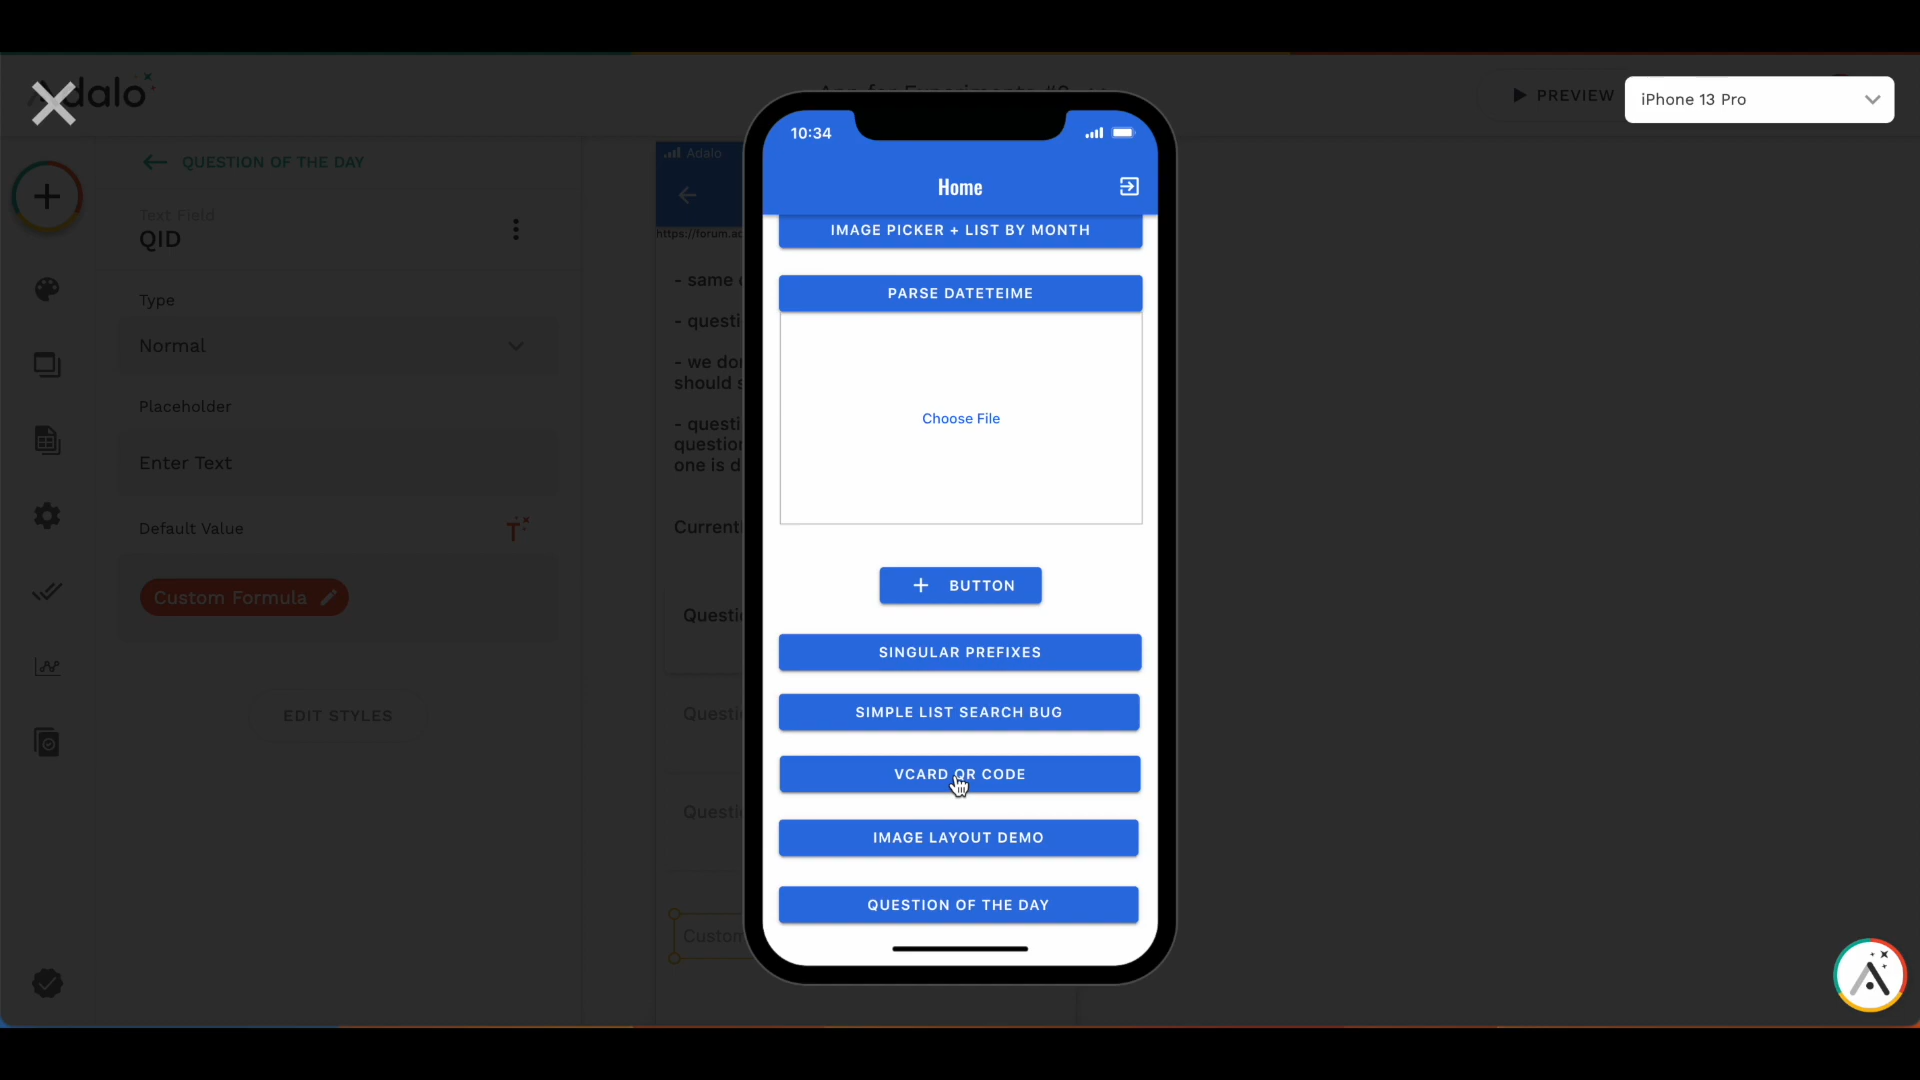 Adalo
PREVIEW
iPhone 13 Pro
QUESTION OF THE DAY
Text Field
QID
Type
Normal
Placeholder
Enter Text
Default Value
Custom Formula
EDIT STYLES
Adalo
https://forum.ad
- same
- questi
- we do
should s
- questi
question
one is d
Current
Questi
Questi
Questi
Custom
10:34
Home
IMAGE PICKER + LIST BY MONTH
PARSE DATETEIME
Choose File
+ BUTTON
SINGULAR PREFIXES
SIMPLE LIST SEARCH BUG
VCARD QR CODE
IMAGE LAYOUT DEMO
QUESTION OF THE DAY